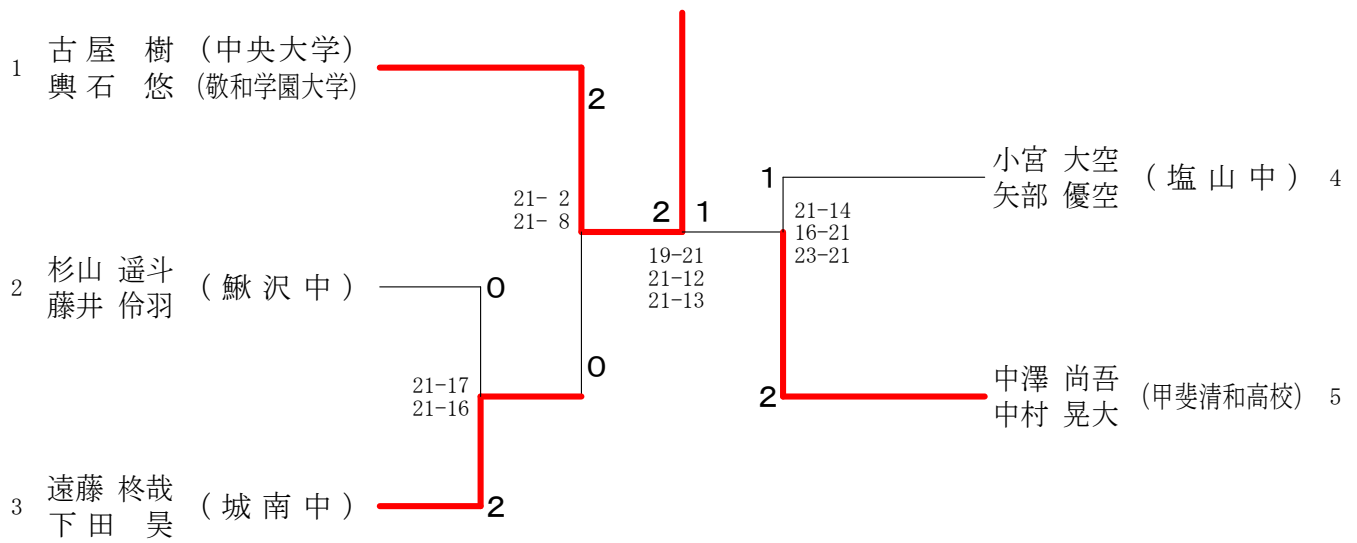 1 古屋 樹 (中央大学)
輿石 悠 (敬和学園大学)
2
21- 2
21- 8
2 1
19-21
21-12
21-13
1
小宮 大空
矢部 優空 (塩山中) 4
21-14
16-21
23-21
2 杉山 遥斗
藤井 伶羽 (鰍沢中)
0
0
21-17
21-16
2
中澤 尚吾
中村 晃大 (甲斐清和高校) 5
3 遠藤 柊哉
下田 昊 (城南中)
2